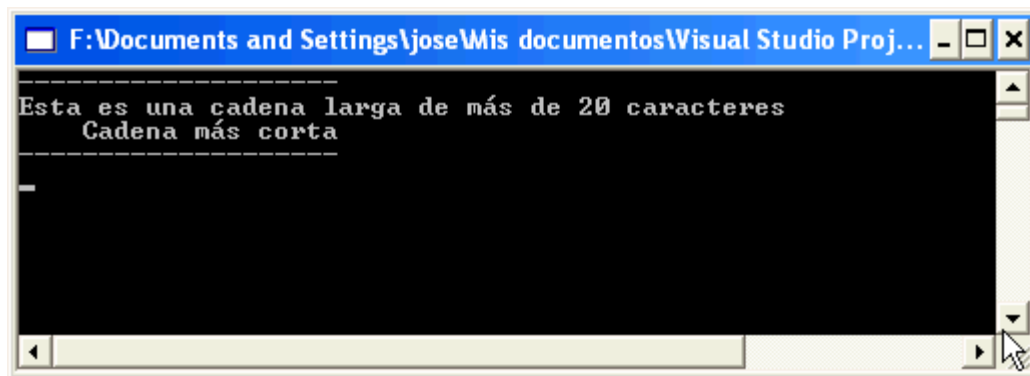 F:\Documents and Settings\jose\Mis documentos\Visual Studio Proj...
--------------------
Esta es una cadena larga de más de 20 caracteres
    Cadena más corta
--------------------